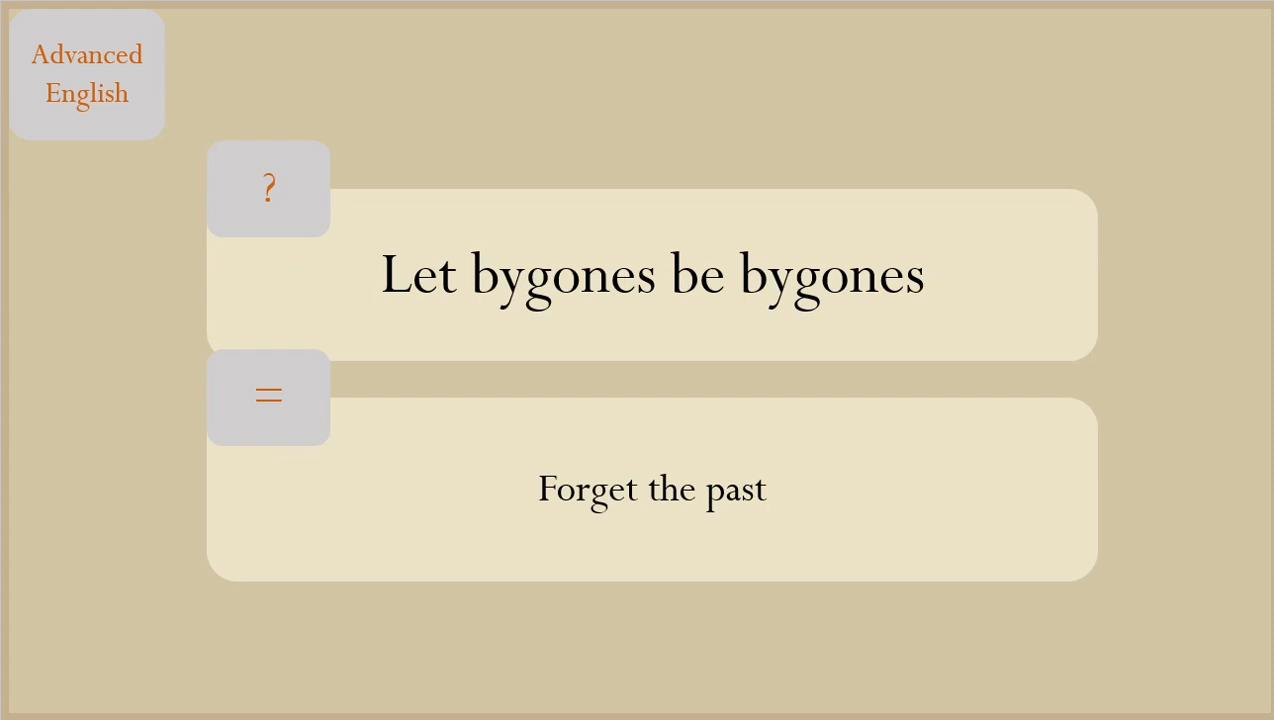 Advanced
English
?
Let bygones be bygones
=
Forget the past